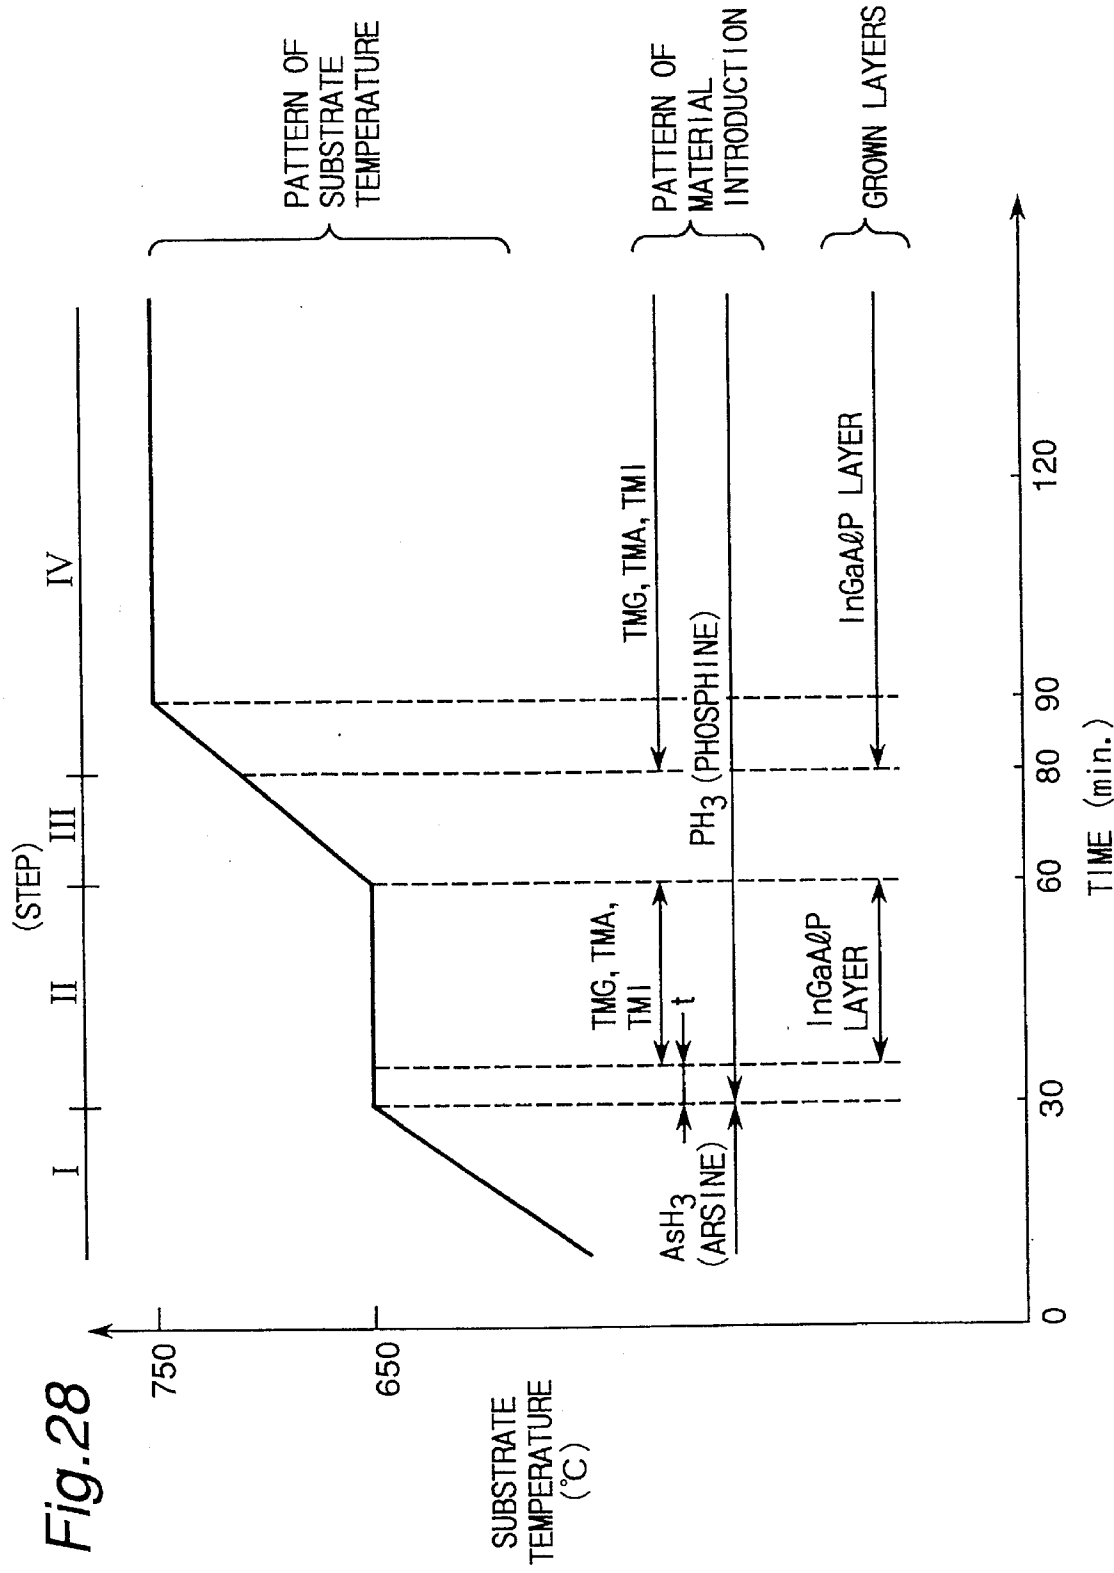 Fig.28
(STEP)
I
II
III
IV
750
650
SUBSTRATE
TEMPERATURE
(°C)
PATTERN OF
SUBSTRATE
TEMPERATURE
TMG, TMA,
TMI
TMG, TMA, TMI
t
AsH3
(ARSINE)
PH3 (PHOSPHINE)
PATTERN OF
MATERIAL
INTRODUCTION
InGaAlP
LAYER
InGaAlP LAYER
GROWN LAYERS
0
30
60
80
90
120
TIME (min.)